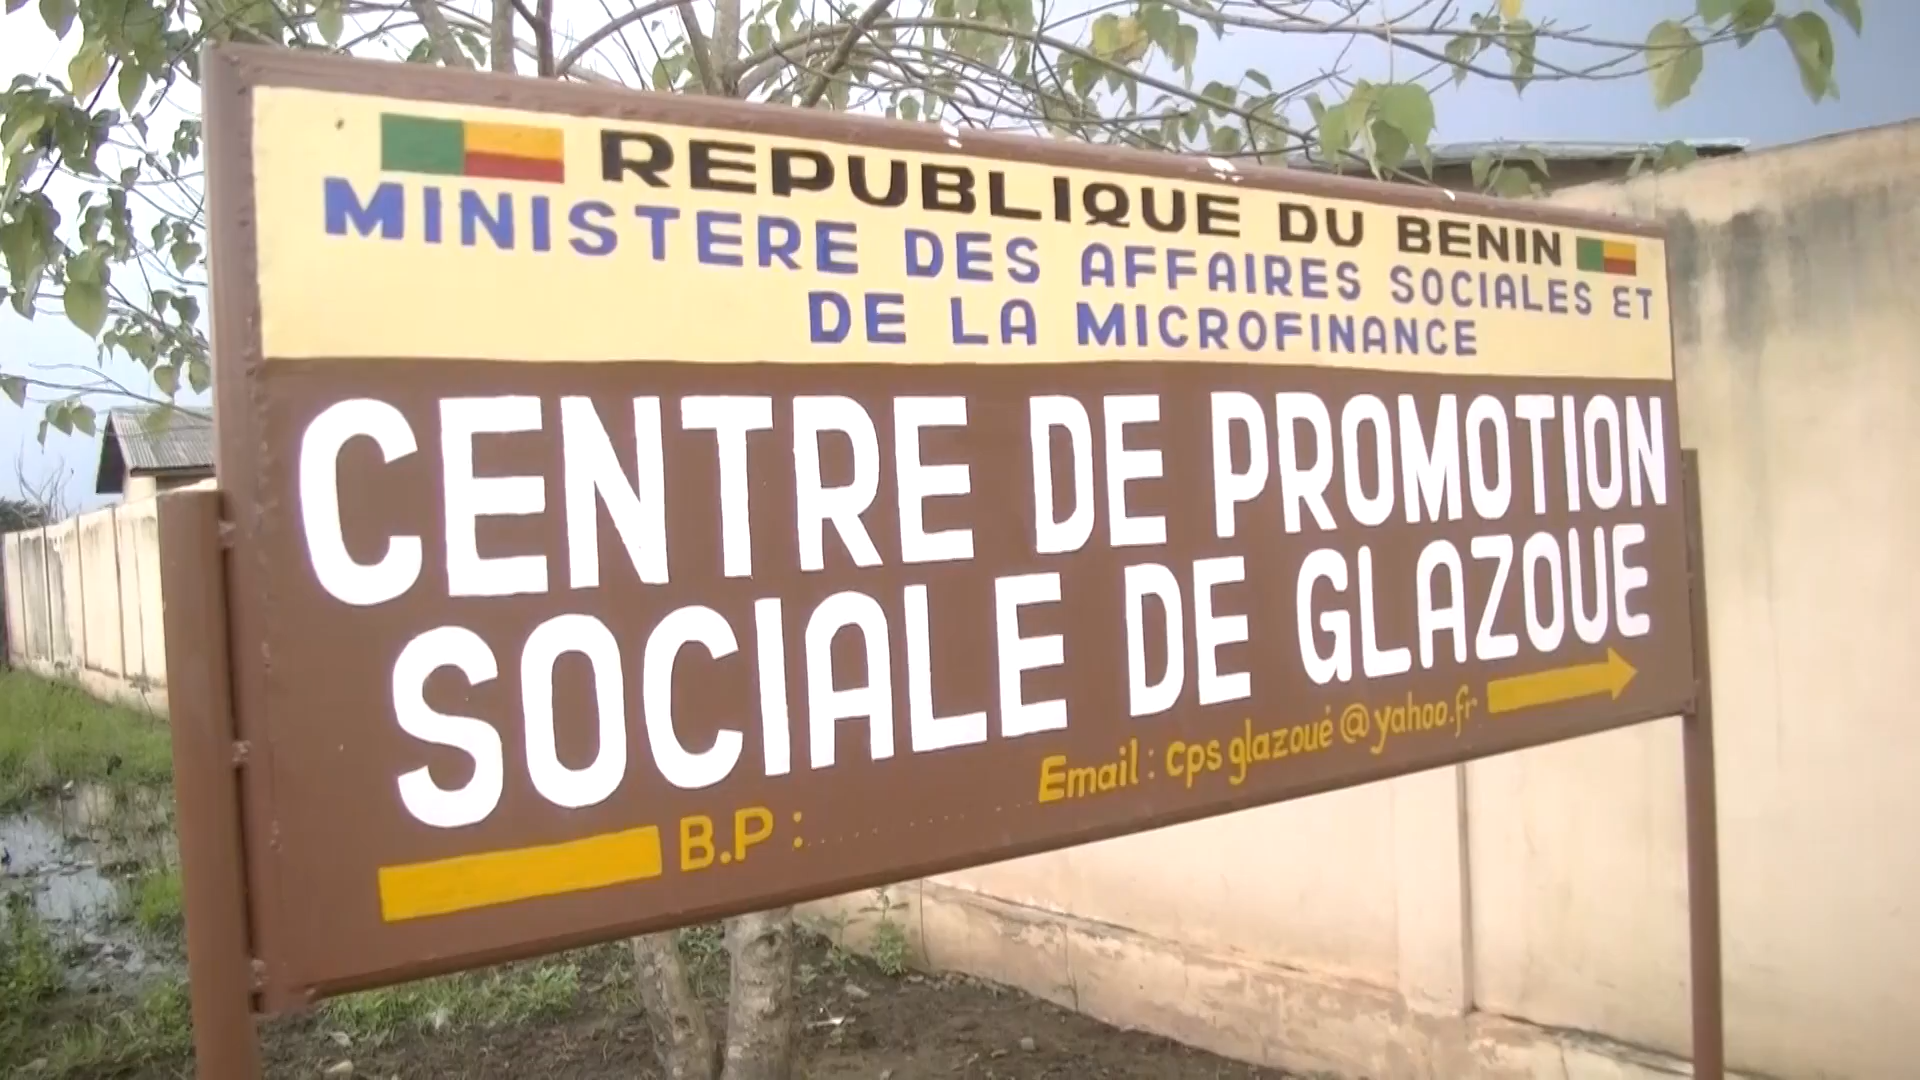 REPUBLIQUE DU BENIN
MINISTERE DES AFFAIRES SOCIALES ET
DE LA MICROFINANCE
CENTRE DE PROMOTION
SOCIALE DE GLAZOUE
B.P :.......... Email : cps glazoué@yahoo.fr